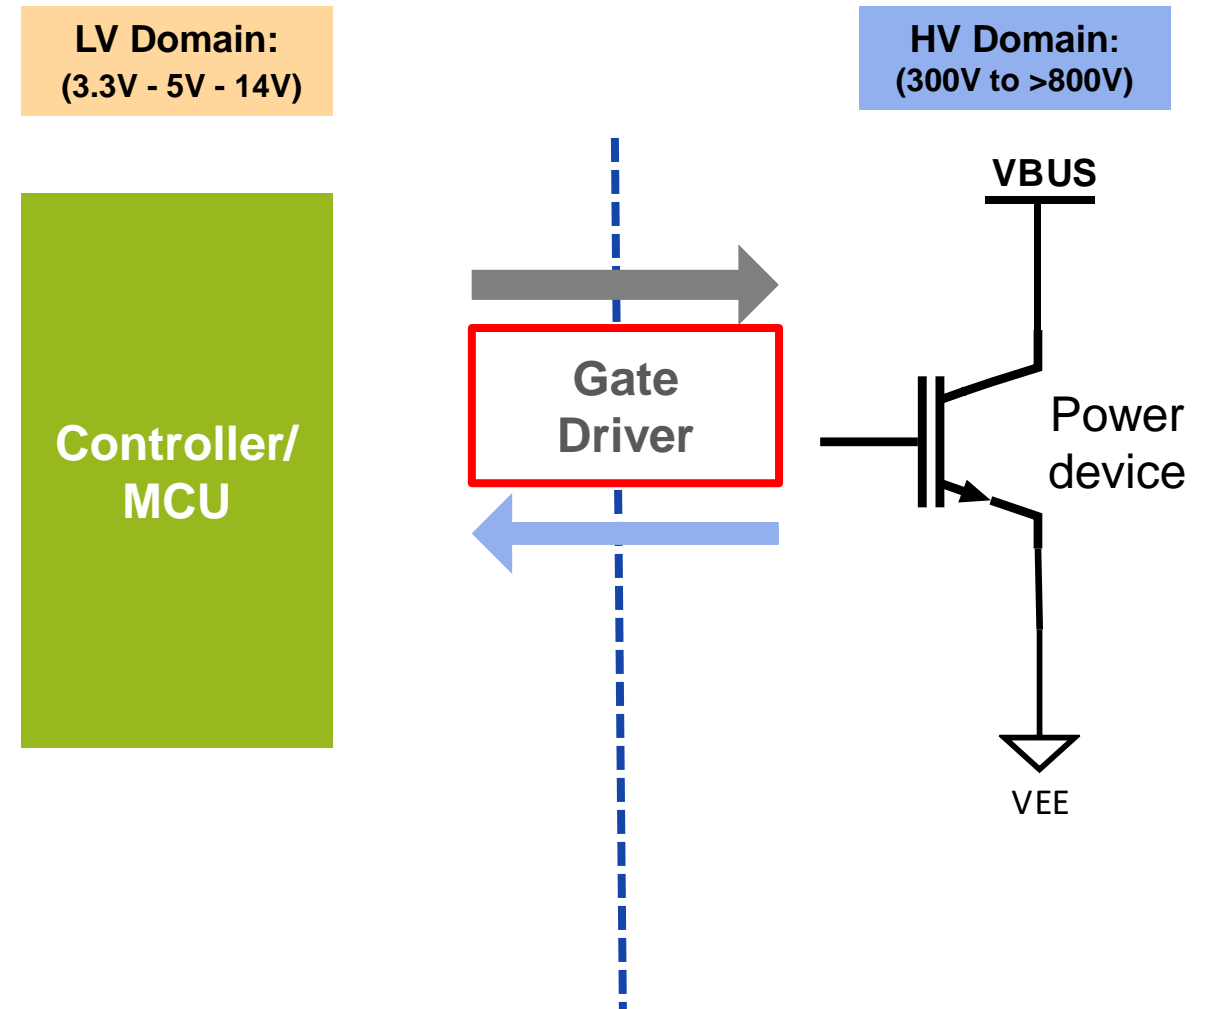 LV Domain:
(3.3V - 5V - 14V)
HV Domain:
(300V to >800V)
VBUS
Gate
Driver
Controller/
MCU
Power
device
VEE